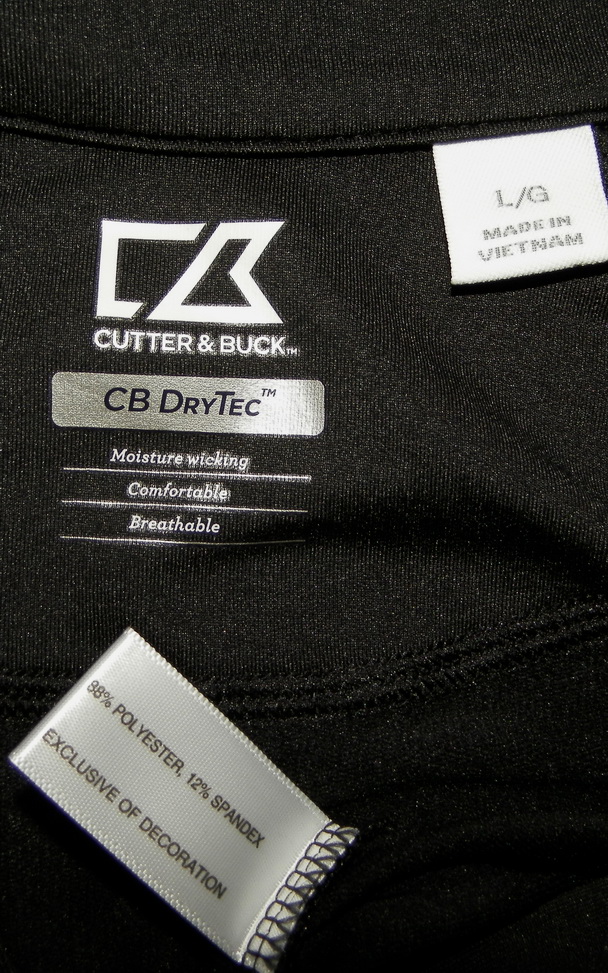 L/G
MADE IN
VIETNAM
CUTTER & BUCK™
CB DRYTEC™
Moisture wicking
Comfortable
Breathable
88% POLYESTER, 12% SPANDEX
EXCLUSIVE OF DECORATION